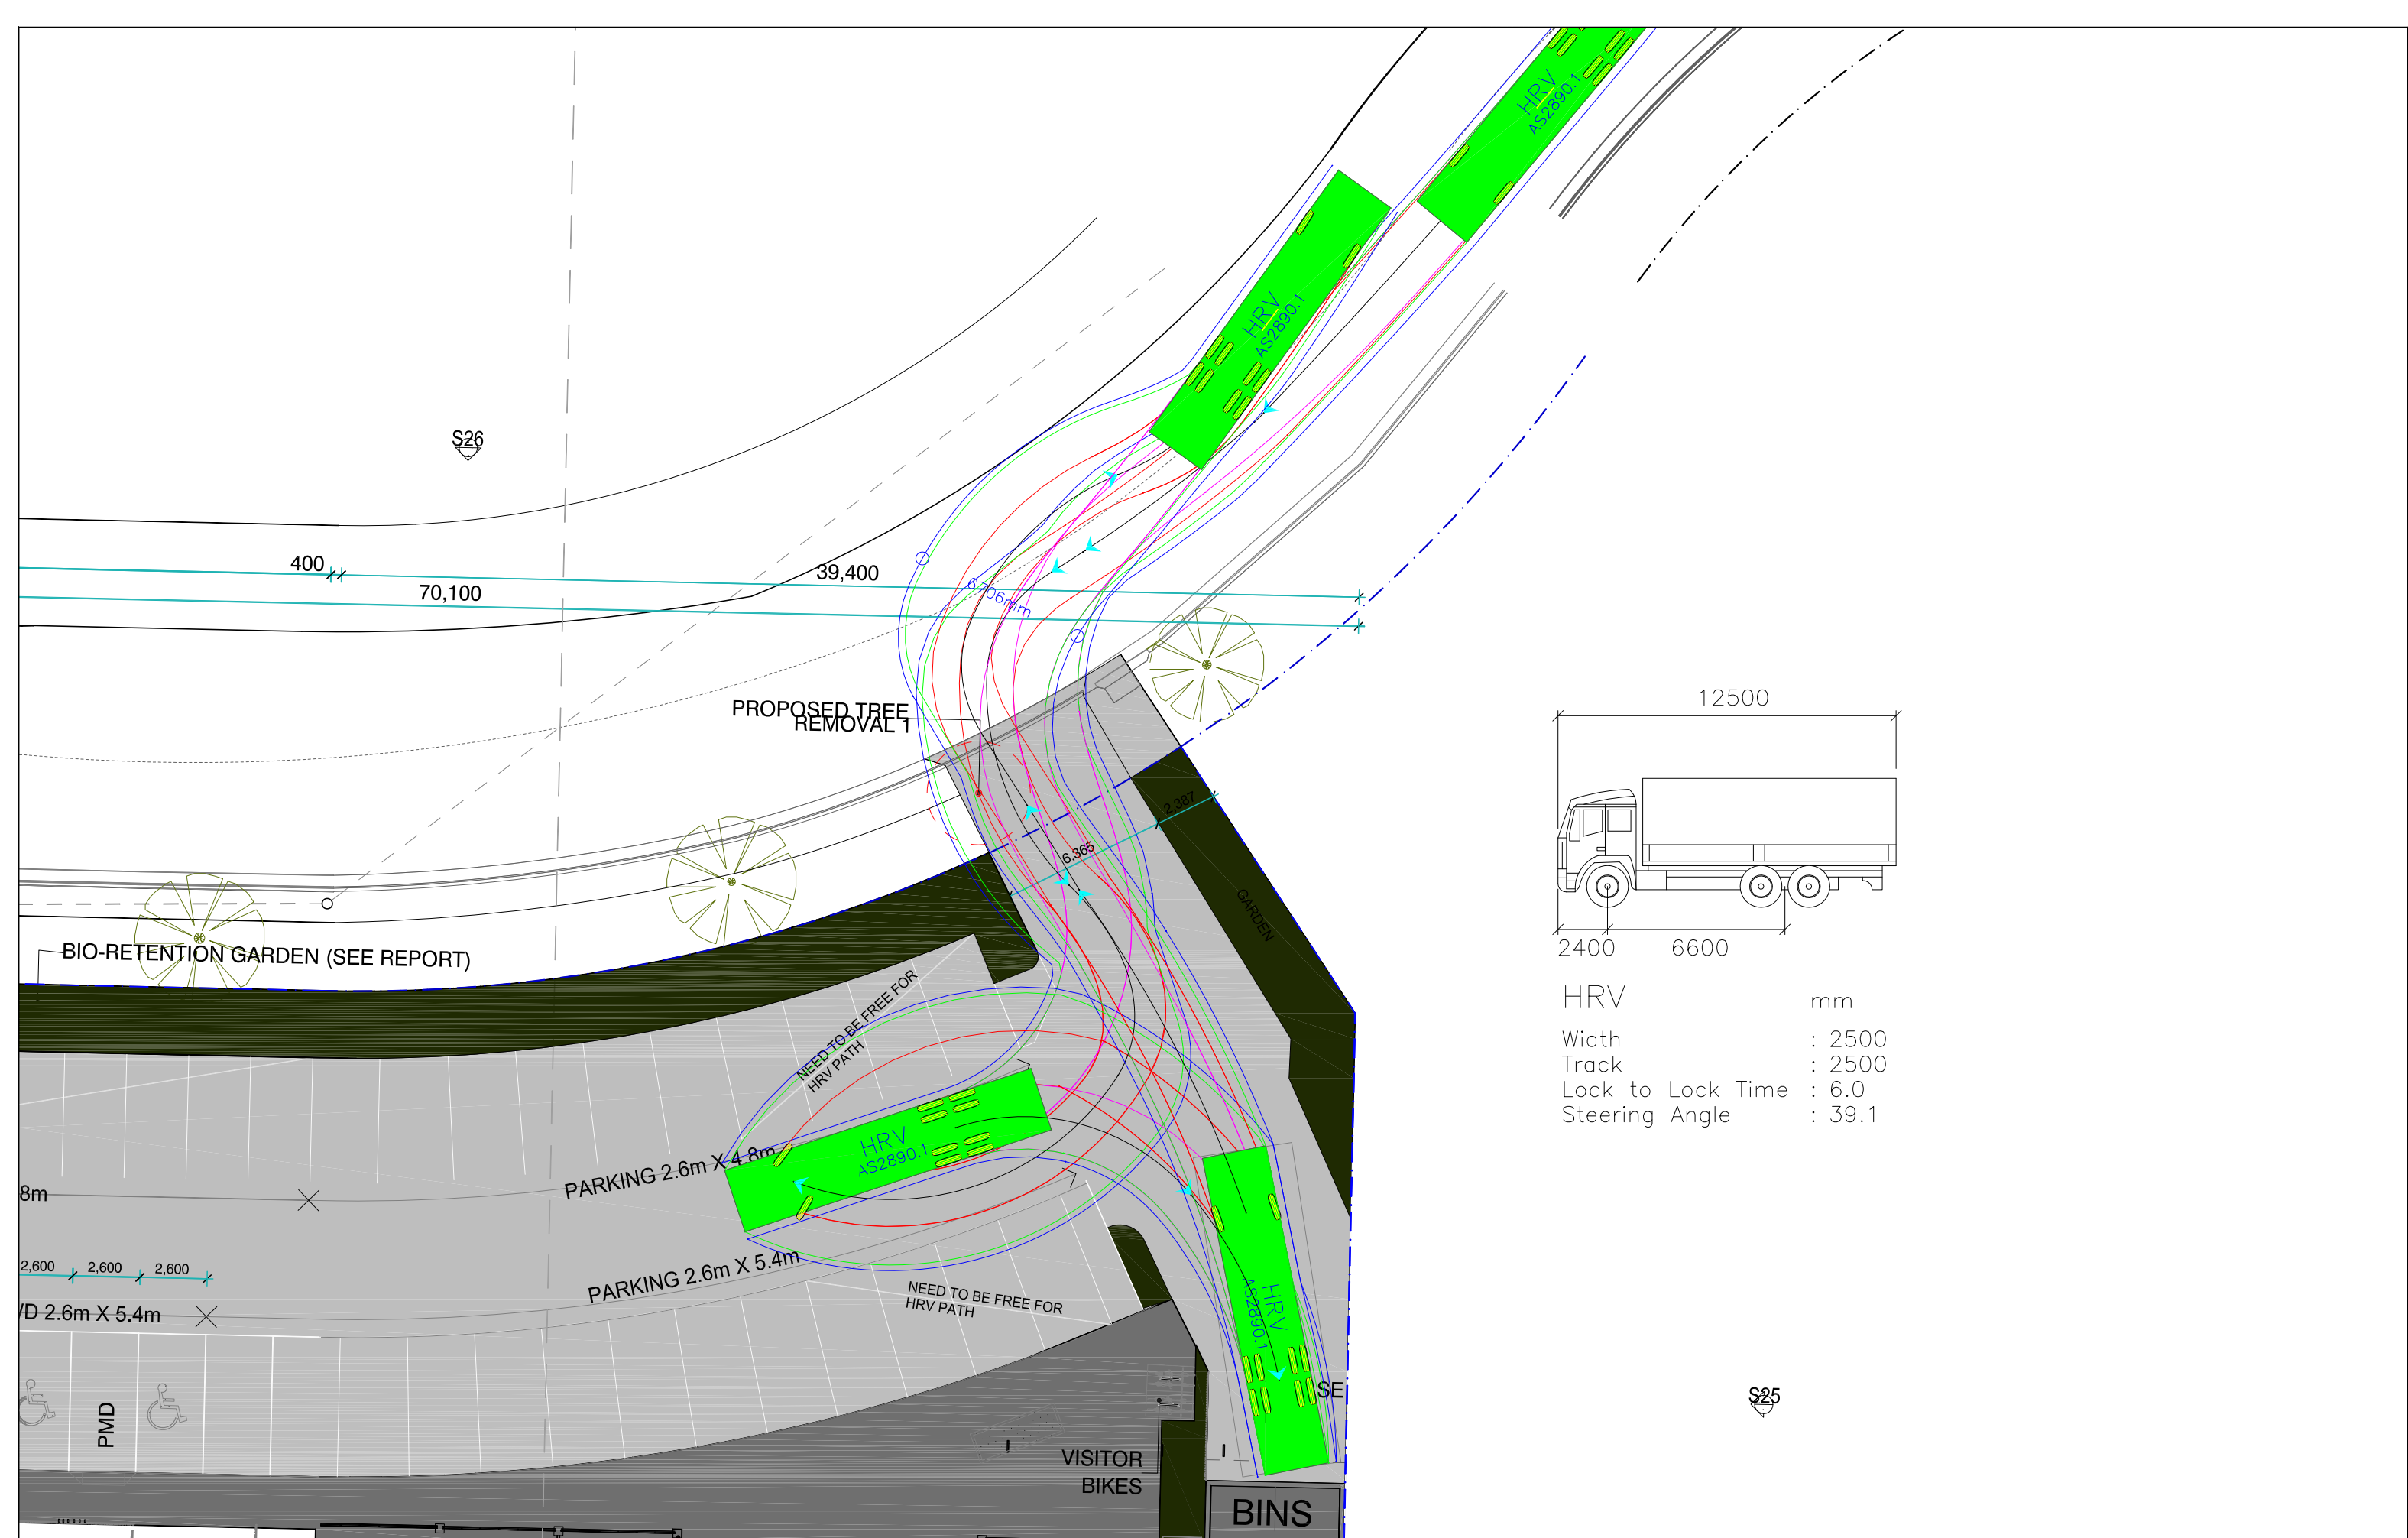 HRV
AS2890.1
HRV
AS2890.1
S26
400
39,400
70,100
6706mm
PROPOSED TREE
REMOVAL 1
12500
2400
6600
2,387
6,365
GARDEN
BIO-RETENTION GARDEN (SEE REPORT)
NEED TO BE FREE FOR
HRV PATH
HRV
mm
Width : 2500
Track : 2500
Lock to Lock Time : 6.0
Steering Angle : 39.1
HRV
AS2890.1
PARKING 2.6m X 4.8m
8m
PARKING 2.6m X 5.4m
2,600
2,600
2,600
/D 2.6m X 5.4m
NEED TO BE FREE FOR
HRV PATH
HRV
AS2890.1
SE
S25
PMD
VISITOR
BIKES
BINS